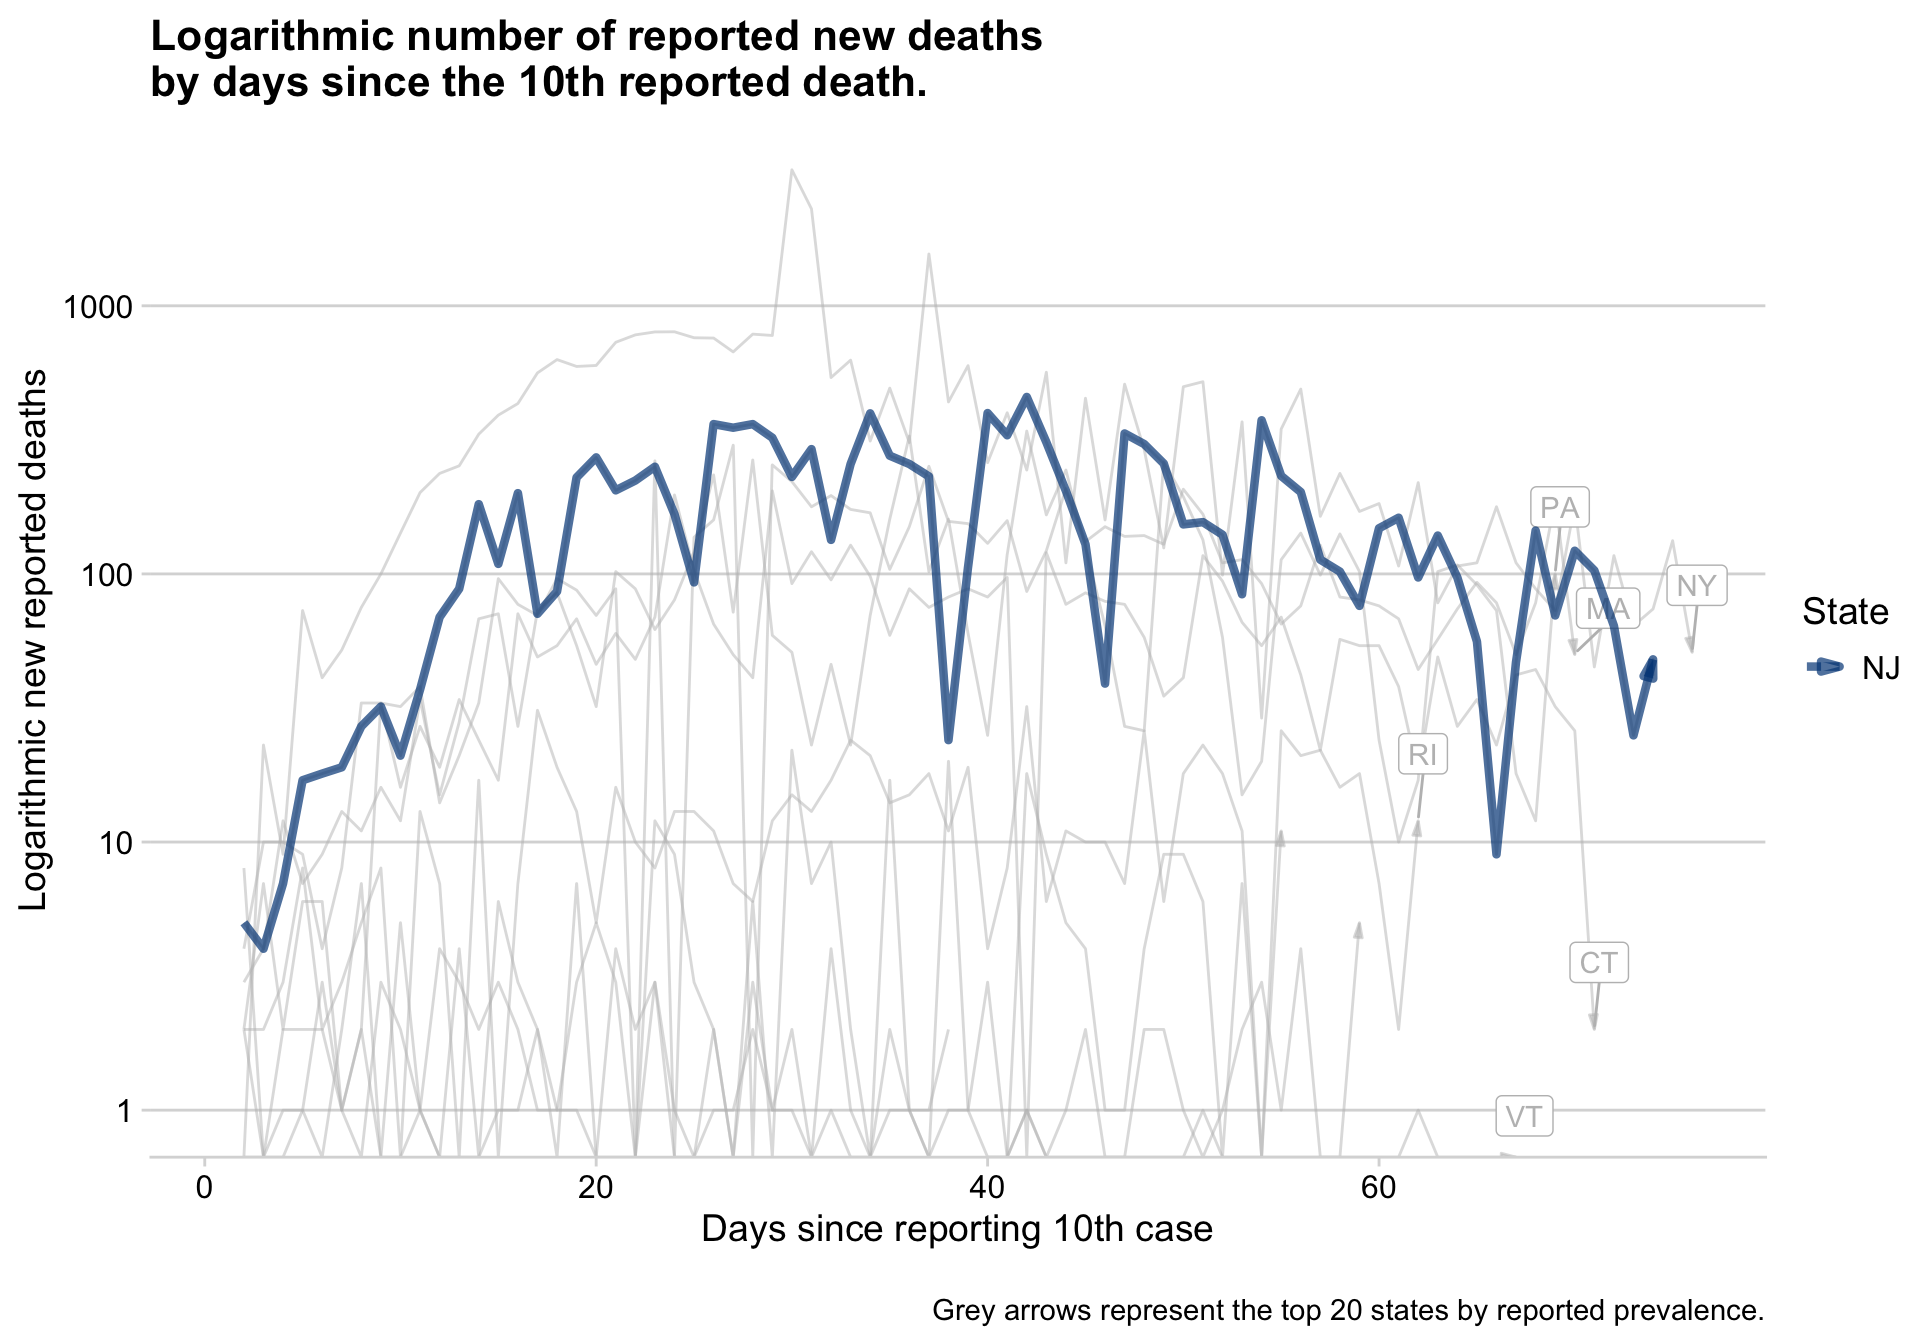 Logarithmic number of reported new deaths
by days since the 10th reported death.
Logarithmic new reported deaths
1000
100
10
1
PA
NY
MA
RI
CT
VT
State
NJ
0
20
40
60
Days since reporting 10th case
Grey arrows represent the top 20 states by reported prevalence.